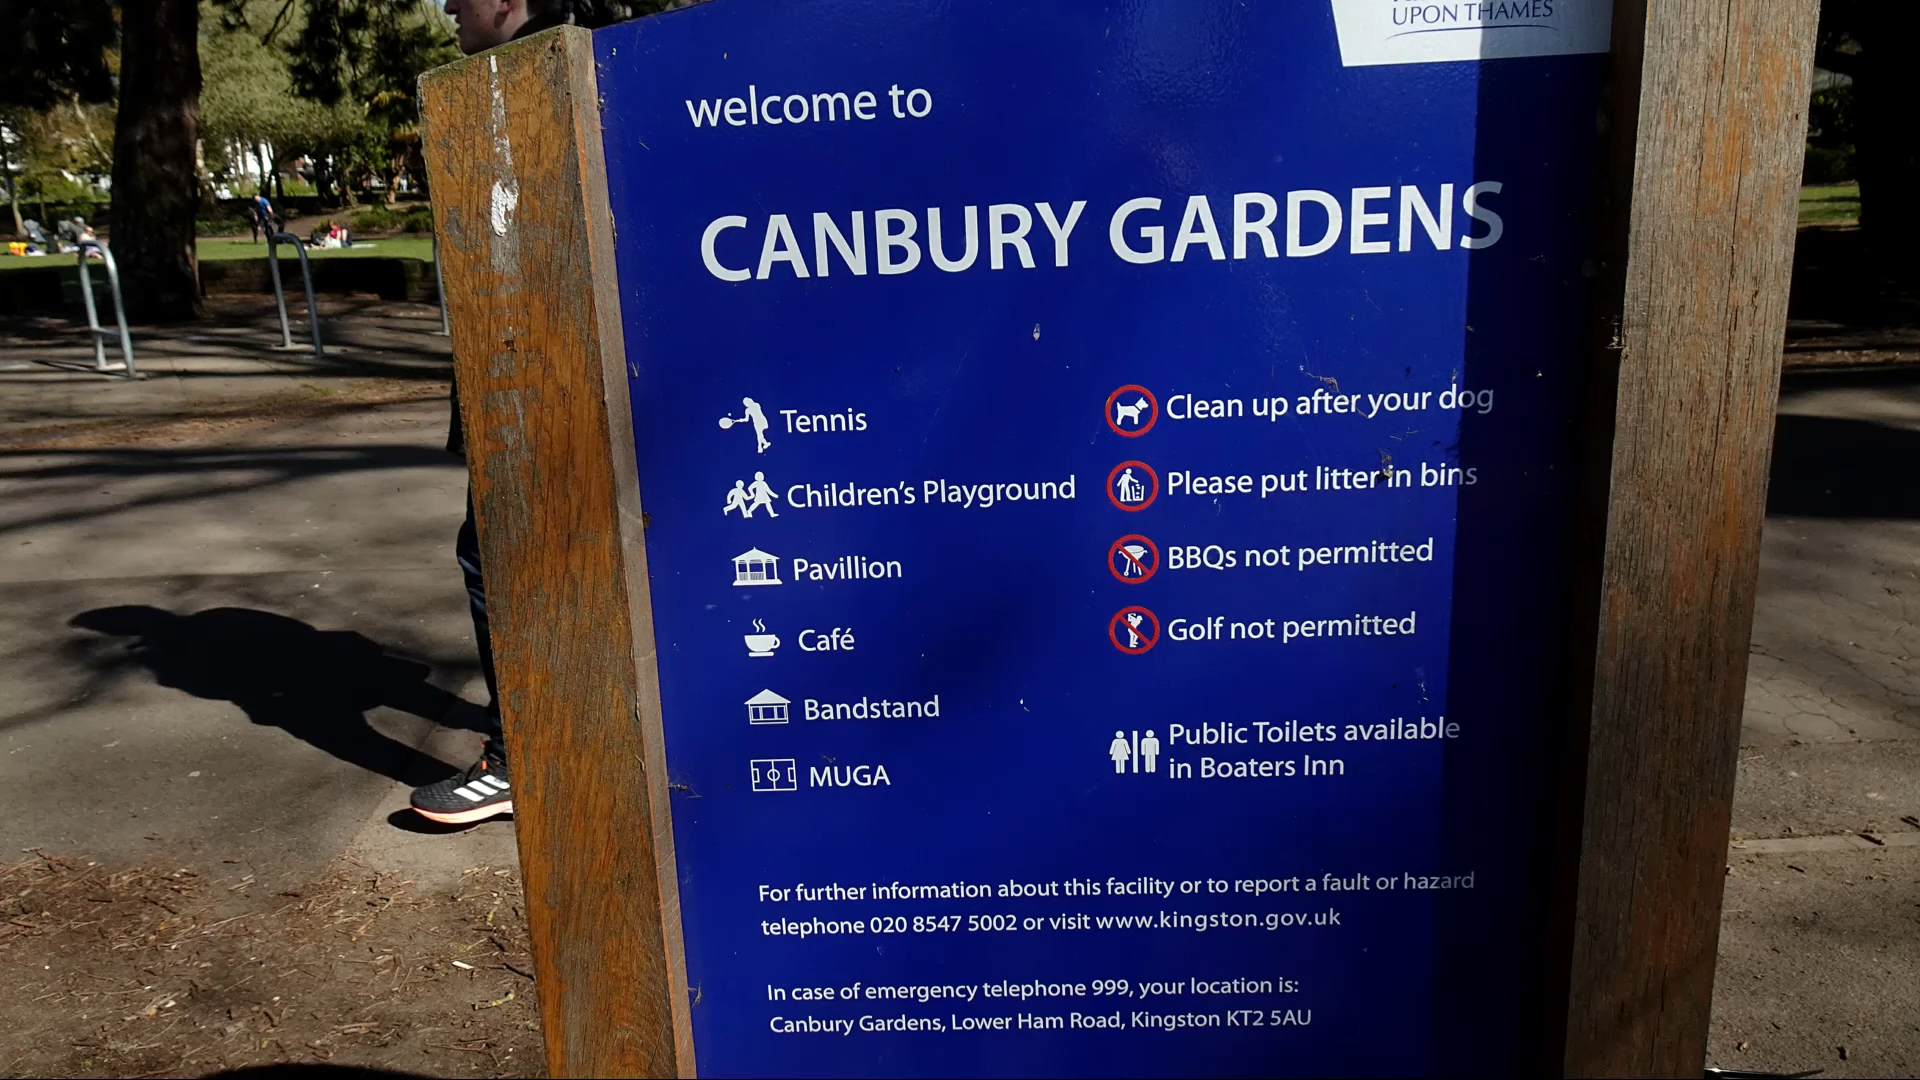 UPON THAMES
welcome to
CANBURY GARDENS
Tennis
Children's Playground
Pavillion
Café
Bandstand
MUGA
Clean up after your dog
Please put litter in bins
BBQs not permitted
Golf not permitted
Public Toilets available
in Boaters Inn
For further information about this facility or to report a fault or hazard
telephone 020 8547 5002 or visit www.kingston.gov.uk
In case of emergency telephone 999, your location is:
Canbury Gardens, Lower Ham Road, Kingston KT2 5AU